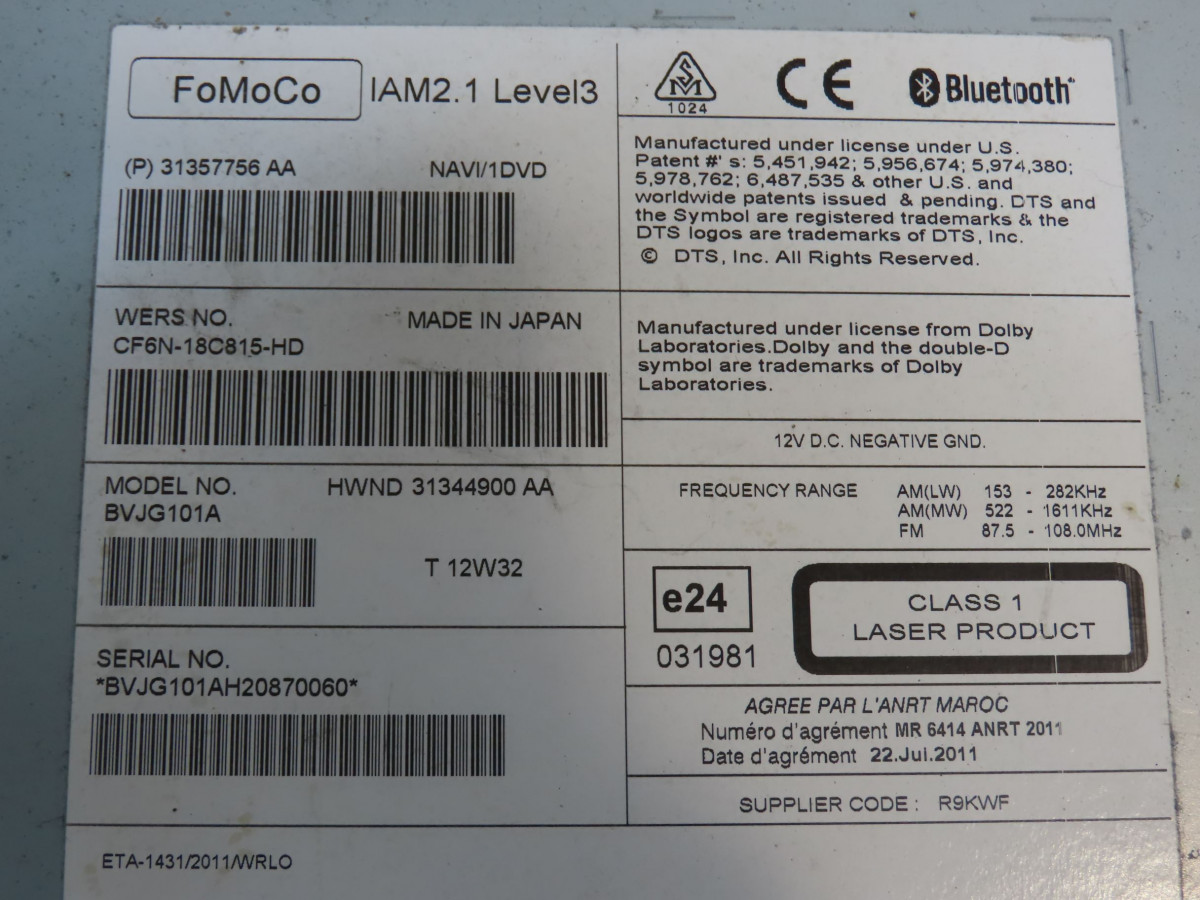 FoMoCo IAM2.1 Level3
(P) 31357756 AA NAVI/1DVD
WERS NO. MADE IN JAPAN
CF6N-18C815-HD
MODEL NO. HWND 31344900 AA
BVJG101A
T 12W32
SERIAL NO.
*BVJG101AH20870060*
ETA-1431/2011/WRLO
SM
1024
CE
Bluetooth
Manufactured under license under U.S.
Patent #' s: 5,451,942; 5,956,674; 5,974,380;
5,978,762; 6,487,535 & other U.S. and
worldwide patents issued & pending. DTS and
the Symbol are registered trademarks & the
DTS logos are trademarks of DTS, Inc.
© DTS, Inc. All Rights Reserved.
Manufactured under license from Dolby
Laboratories.Dolby and the double-D
symbol are trademarks of Dolby
Laboratories.
12V D.C. NEGATIVE GND.
FREQUENCY RANGE AM(LW) 153 - 282KHz
AM(MW) 522 - 1611KHz
FM 87.5 - 108.0MHz
e24
031981
CLASS 1
LASER PRODUCT
AGREE PAR L'ANRT MAROC
Numéro d'agrément MR 6414 ANRT 2011
Date d'agrément 22.Jui.2011
SUPPLIER CODE : R9KWF